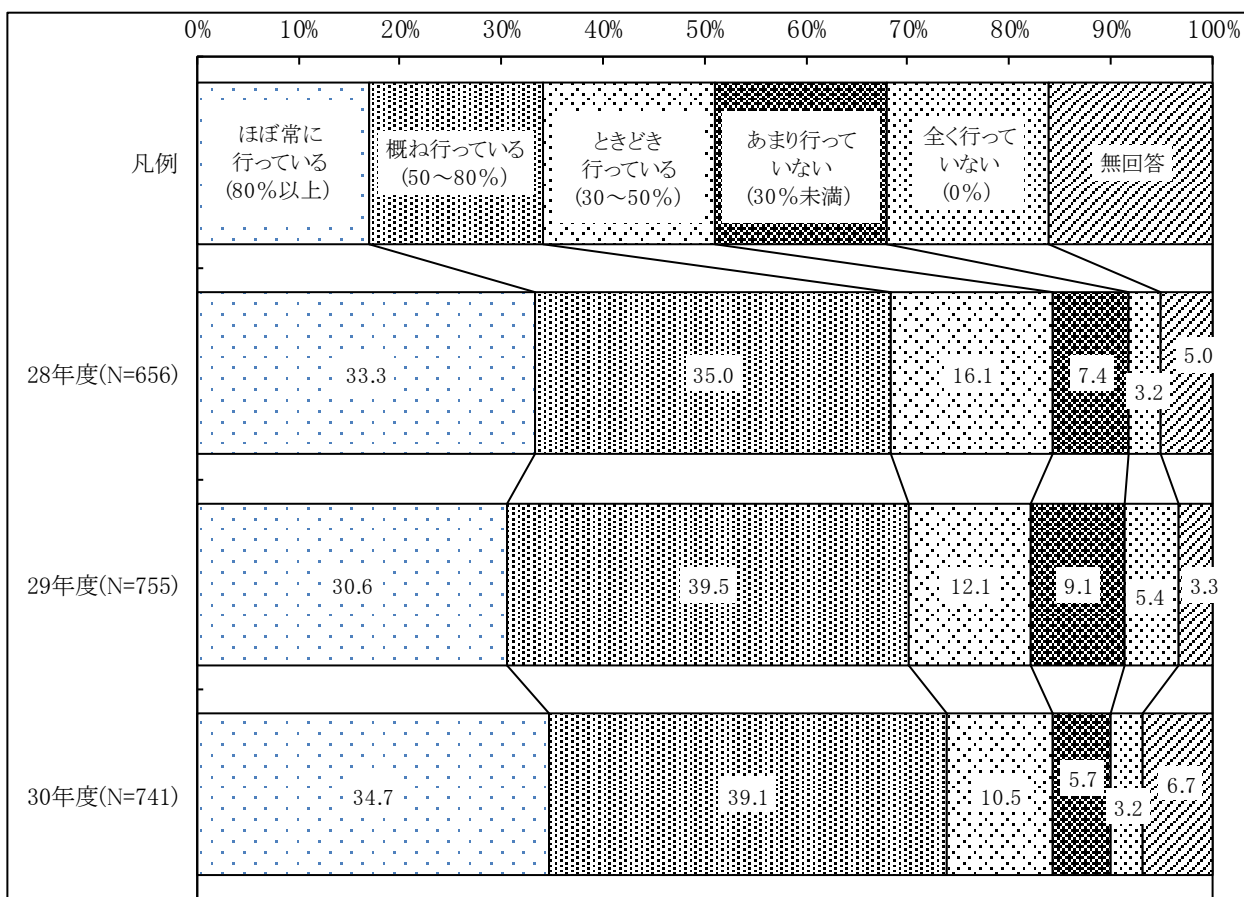 0% 10% 20% 30% 40% 50% 60% 70% 80% 90% 100%
凡例
ほぼ常に
行っている
(80%以上)
概ね行っている
(50～80%)
ときどき
行っている
(30～50%)
あまり行って
いない
(30%未満)
全く行って
いない
(0%)
無回答
28年度(N=656) 33.3 35.0 16.1 7.4 3.2 5.0
29年度(N=755) 30.6 39.5 12.1 9.1 5.4 3.3
30年度(N=741) 34.7 39.1 10.5 5.7 3.2 6.7